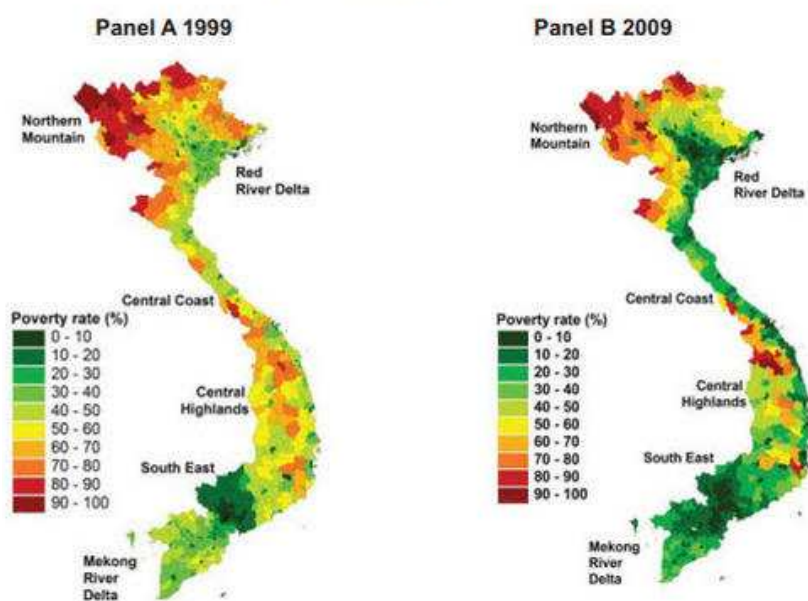 Panel A 1999
Northern
Mountain
Red
River Delta
Central Coast
Poverty rate (%)
0 - 10
10 - 20
20 - 30
30 - 40
40 - 50
50 - 60
60 - 70
70 - 80
80 - 90
90 - 100
Central
Highlands
South East
Mekong
River
Delta
Panel B 2009
Northern
Mountain
Red
River Delta
Central Coast
Poverty rate (%)
0 - 10
10 - 20
20 - 30
30 - 40
40 - 50
50 - 60
60 - 70
70 - 80
80 - 90
90 - 100
Central
Highlands
South East
Mekong
River
Delta